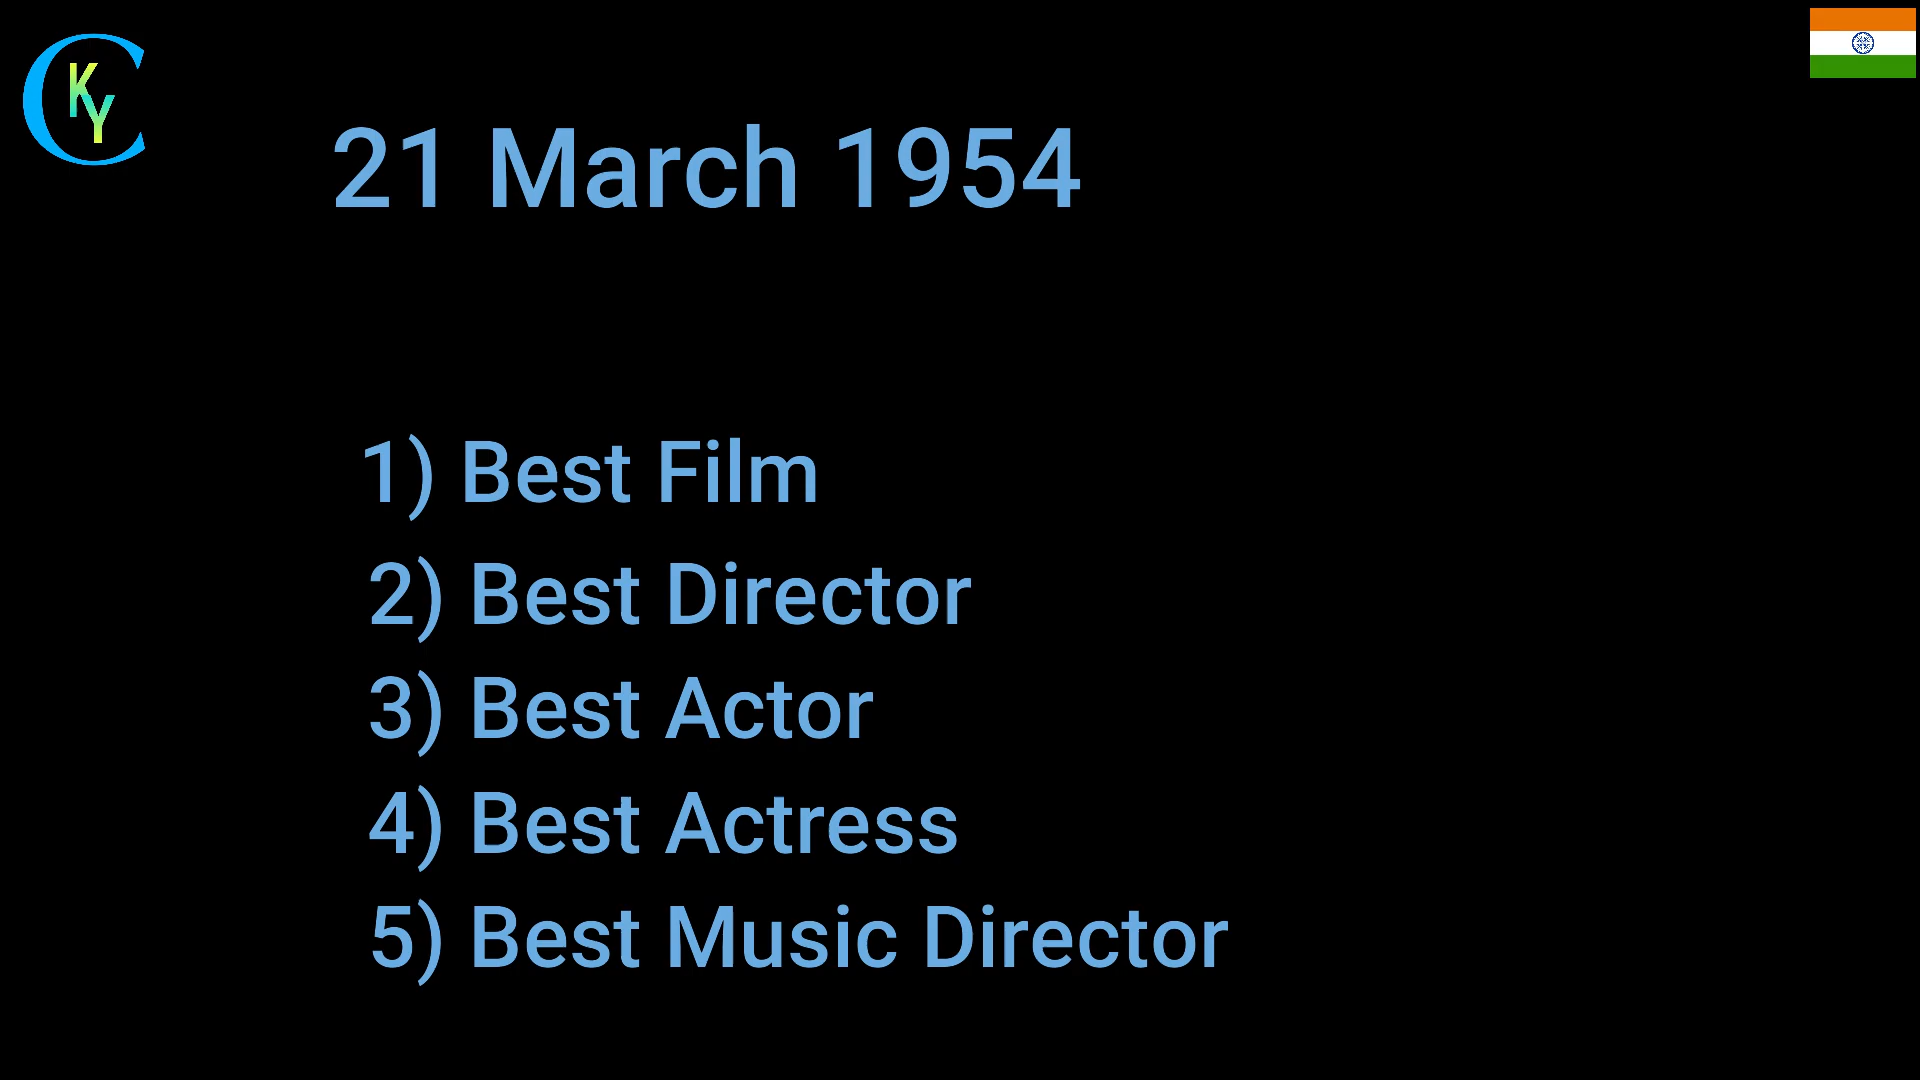 CKY
21 March 1954
1) Best Film
2) Best Director
3) Best Actor
4) Best Actress
5) Best Music Director